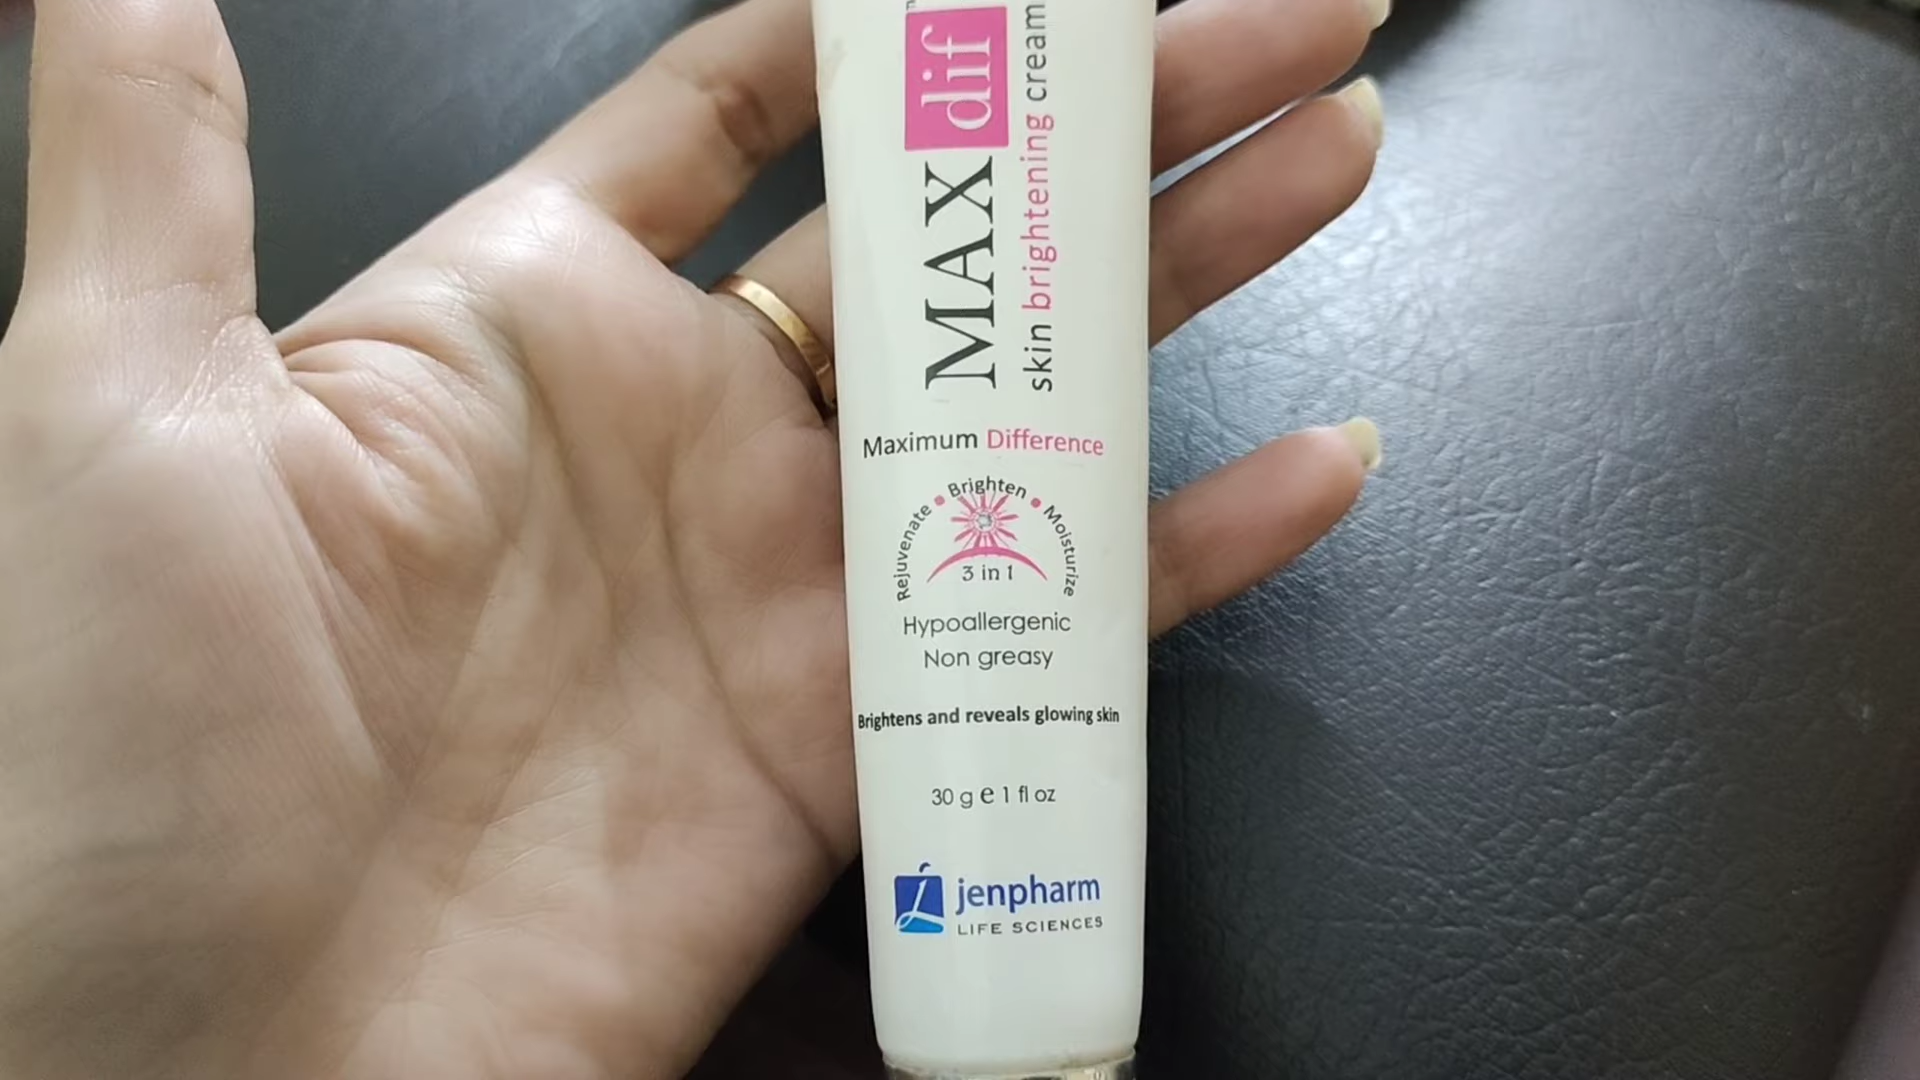 MAX dif
skin brightening cream
Maximum Difference
Rejuvenate • Brighten • Moisturize
3 in 1
Hypoallergenic
Non greasy
Brightens and reveals glowing skin
30 g e 1 fl oz
jenpharm
LIFE SCIENCES